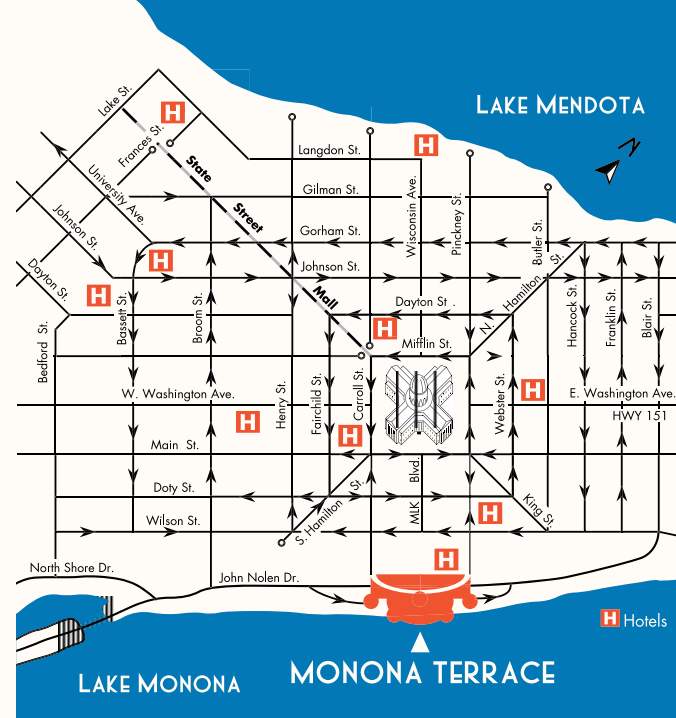 LAKE MENDOTA
N
Lake St.
H
Frances St.
State
Street
Mall
Langdon St.
H
Gilman St.
University Ave.
Wisconsin Ave.
Pinckney St.
Butler St.
Johnson St.
Gorham St.
H
Johnson St.
Dayton St.
H
Bassett St.
Broom St.
Dayton St.
N. Hamilton St.
Hancock St.
Franklin St.
Blair St.
H
Mifflin St.
Bedford St.
W. Washington Ave.
Henry St.
Fairchild St.
Carroll St.
Webster St.
H
E. Washington Ave.
HWY 151
H
H
Main St.
Blvd.
MLK
Doty St.
S. Hamilton St.
H
King St.
Wilson St.
H
North Shore Dr.
John Nolen Dr.
H Hotels
LAKE MONONA
MONONA TERRACE